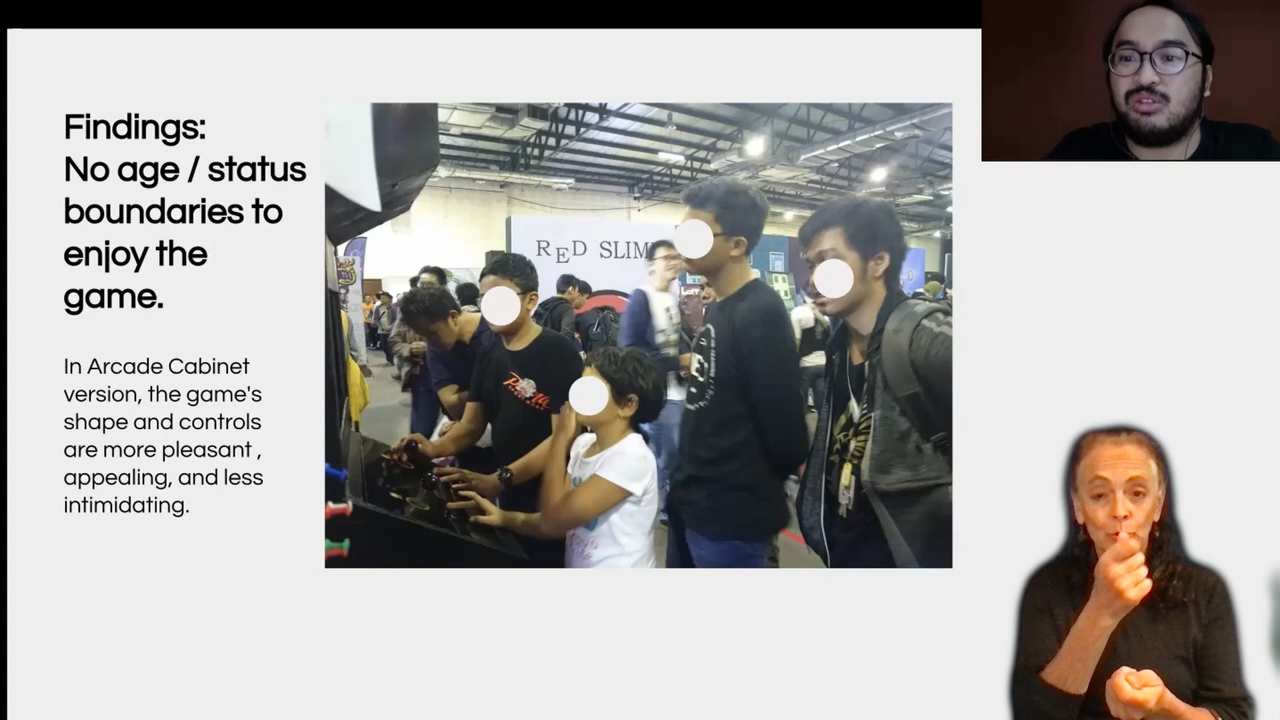 Findings:
No age / status
boundaries to
enjoy the
game.
In Arcade Cabinet
version, the game's
shape and controls
are more pleasant ,
appealing, and less
intimidating.
RED SLIM